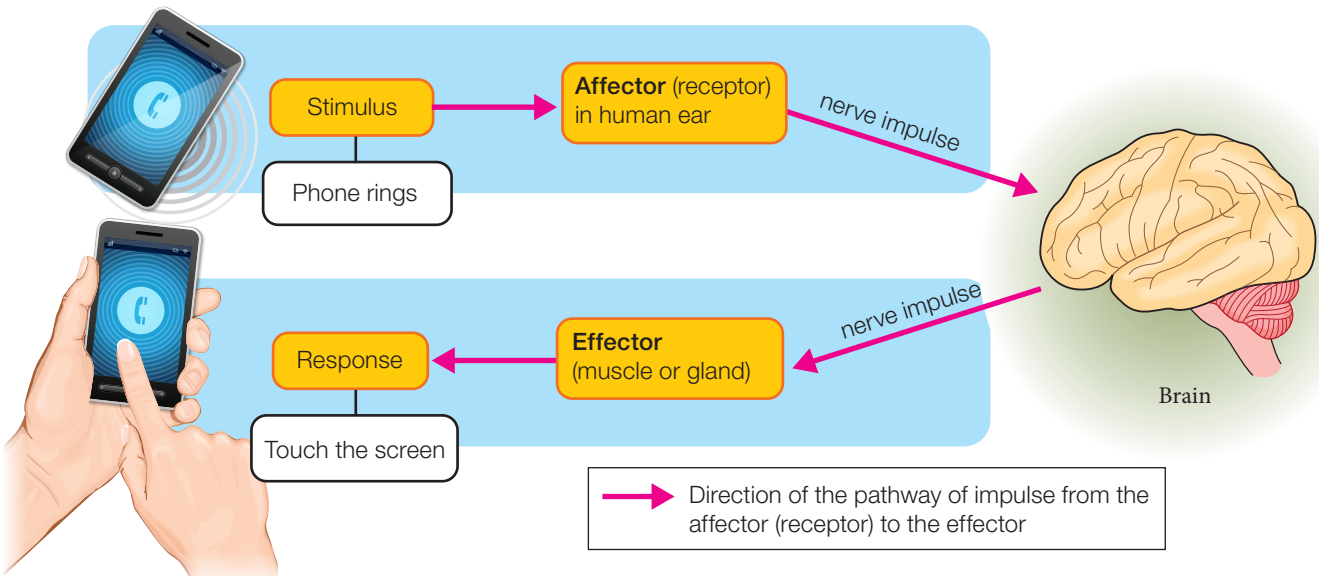 Stimulus
Phone rings
Affector (receptor)
in human ear
nerve impulse
Brain
nerve impulse
Effector
(muscle or gland)
Response
Touch the screen
Direction of the pathway of impulse from the
affector (receptor) to the effector